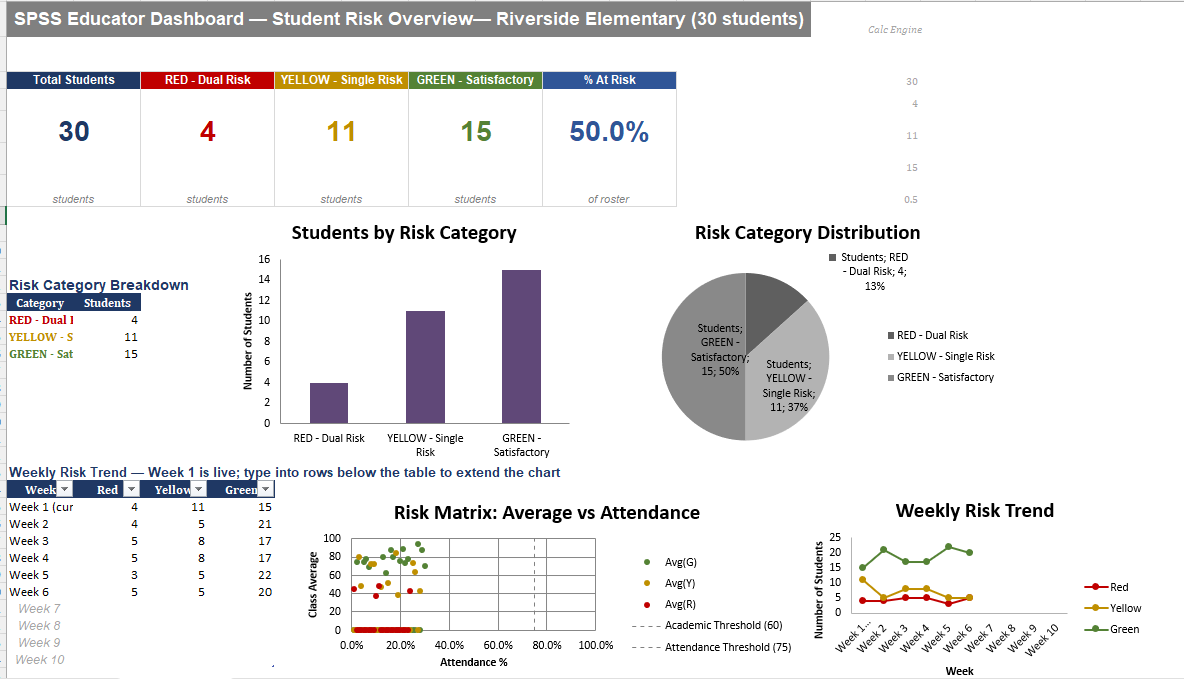 SPSS Educator Dashboard — Student Risk Overview— Riverside Elementary (30 students)
Calc Engine
Total Students
RED - Dual Risk
YELLOW - Single Risk
GREEN - Satisfactory
% At Risk
30
4
11
15
50.0%
students
students
students
students
of roster
30
4
11
15
0.5
Risk Category Breakdown
Category Students
RED - Dual I 4
YELLOW - S 11
GREEN - Sat 15
Students by Risk Category
Number of Students
16
14
12
10
8
6
4
2
0
RED - Dual Risk
YELLOW - Single
Risk
GREEN -
Satisfactory
Risk Category Distribution
Students; RED
- Dual Risk; 4;
13%
Students;
GREEN -
Satisfactory;
15; 50%
Students;
YELLOW -
Single Risk;
11; 37%
RED - Dual Risk
YELLOW - Single Risk
GREEN - Satisfactory
Weekly Risk Trend — Week 1 is live; type into rows below the table to extend the chart
Week Red Yellow Green
Week 1 (cur 4 11 15
Week 2 4 5 21
Week 3 5 8 17
Week 4 5 8 17
Week 5 3 5 22
Week 6 5 5 20
Week 7
Week 8
Week 9
Week 10
Risk Matrix: Average vs Attendance
Class Average
100
80
60
40
20
0
0.0% 20.0% 40.0% 60.0% 80.0% 100.0%
Attendance %
Avg(G)
Avg(Y)
Avg(R)
Academic Threshold (60)
Attendance Threshold (75)
Weekly Risk Trend
Number of Students
25
20
15
10
5
0
Week 1...
Week 2
Week 3
Week 4
Week 5
Week 6
Week 7
Week 8
Week 9
Week 10
Week
Red
Yellow
Green